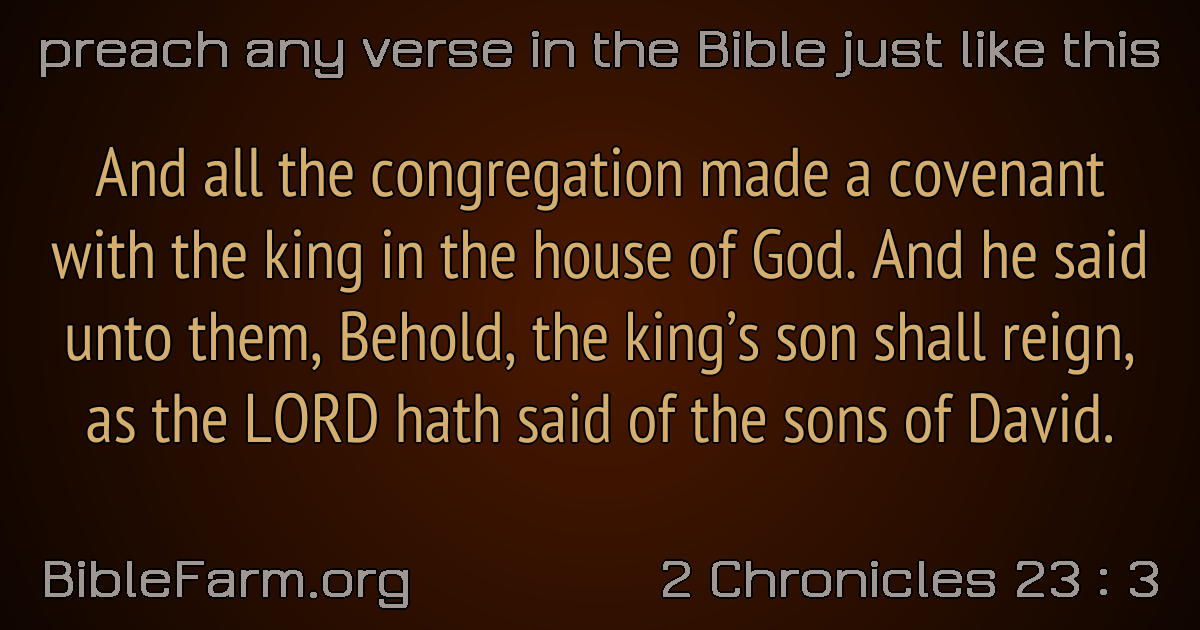 preach any verse in the Bible just like this
And all the congregation made a covenant
with the king in the house of God. And he said
unto them, Behold, the king’s son shall reign,
as the LORD hath said of the sons of David.
BibleFarm.org
2 Chronicles 23 : 3